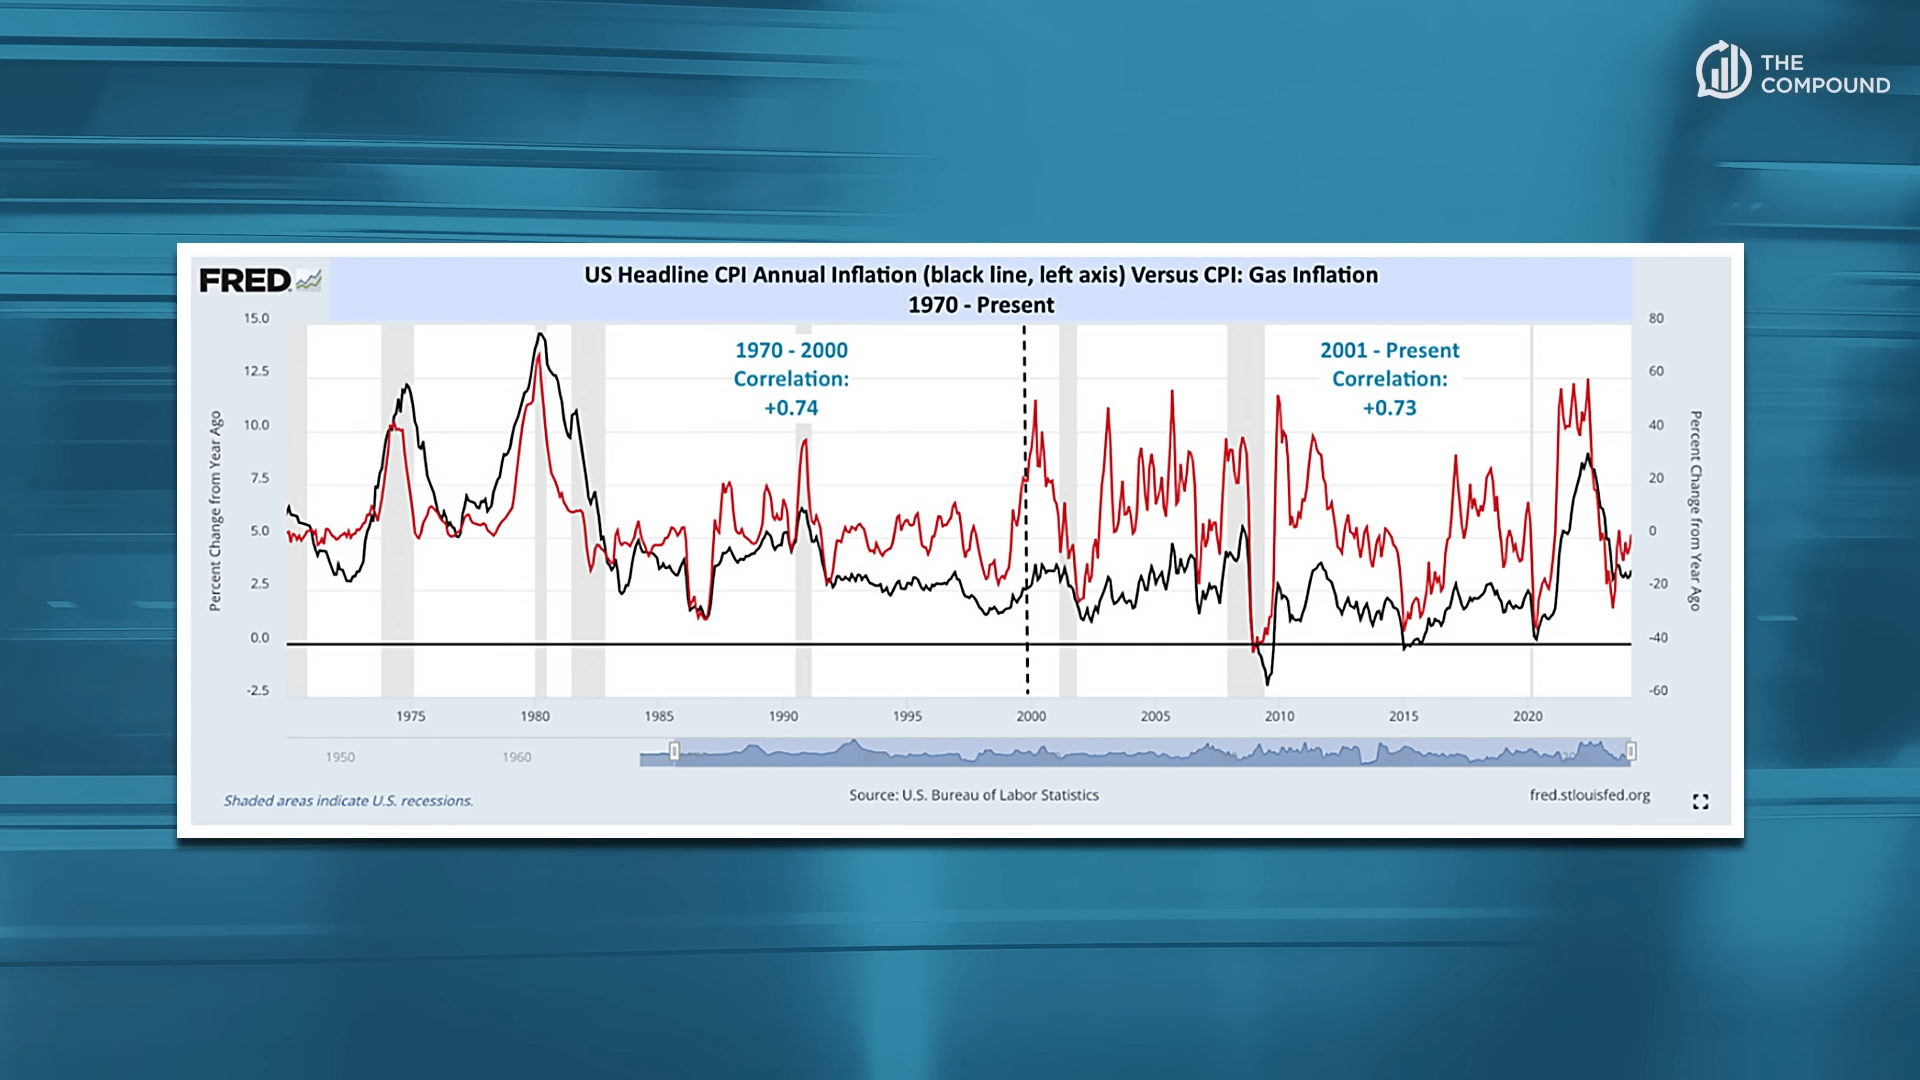 THE
COMPOUND
FRED
US Headline CPI Annual Inflation (black line, left axis) Versus CPI: Gas Inflation
1970 - Present
15.0
12.5
10.0
7.5
5.0
2.5
0.0
-2.5
Percent Change from Year Ago
1970 - 2000
Correlation:
+0.74
2001 - Present
Correlation:
+0.73
80
60
40
20
0
-20
-40
-60
Percent Change from Year Ago
1975
1980
1985
1990
1995
2000
2005
2010
2015
2020
1950
1960
Shaded areas indicate U.S. recessions.
Source: U.S. Bureau of Labor Statistics
fred.stlouisfed.org